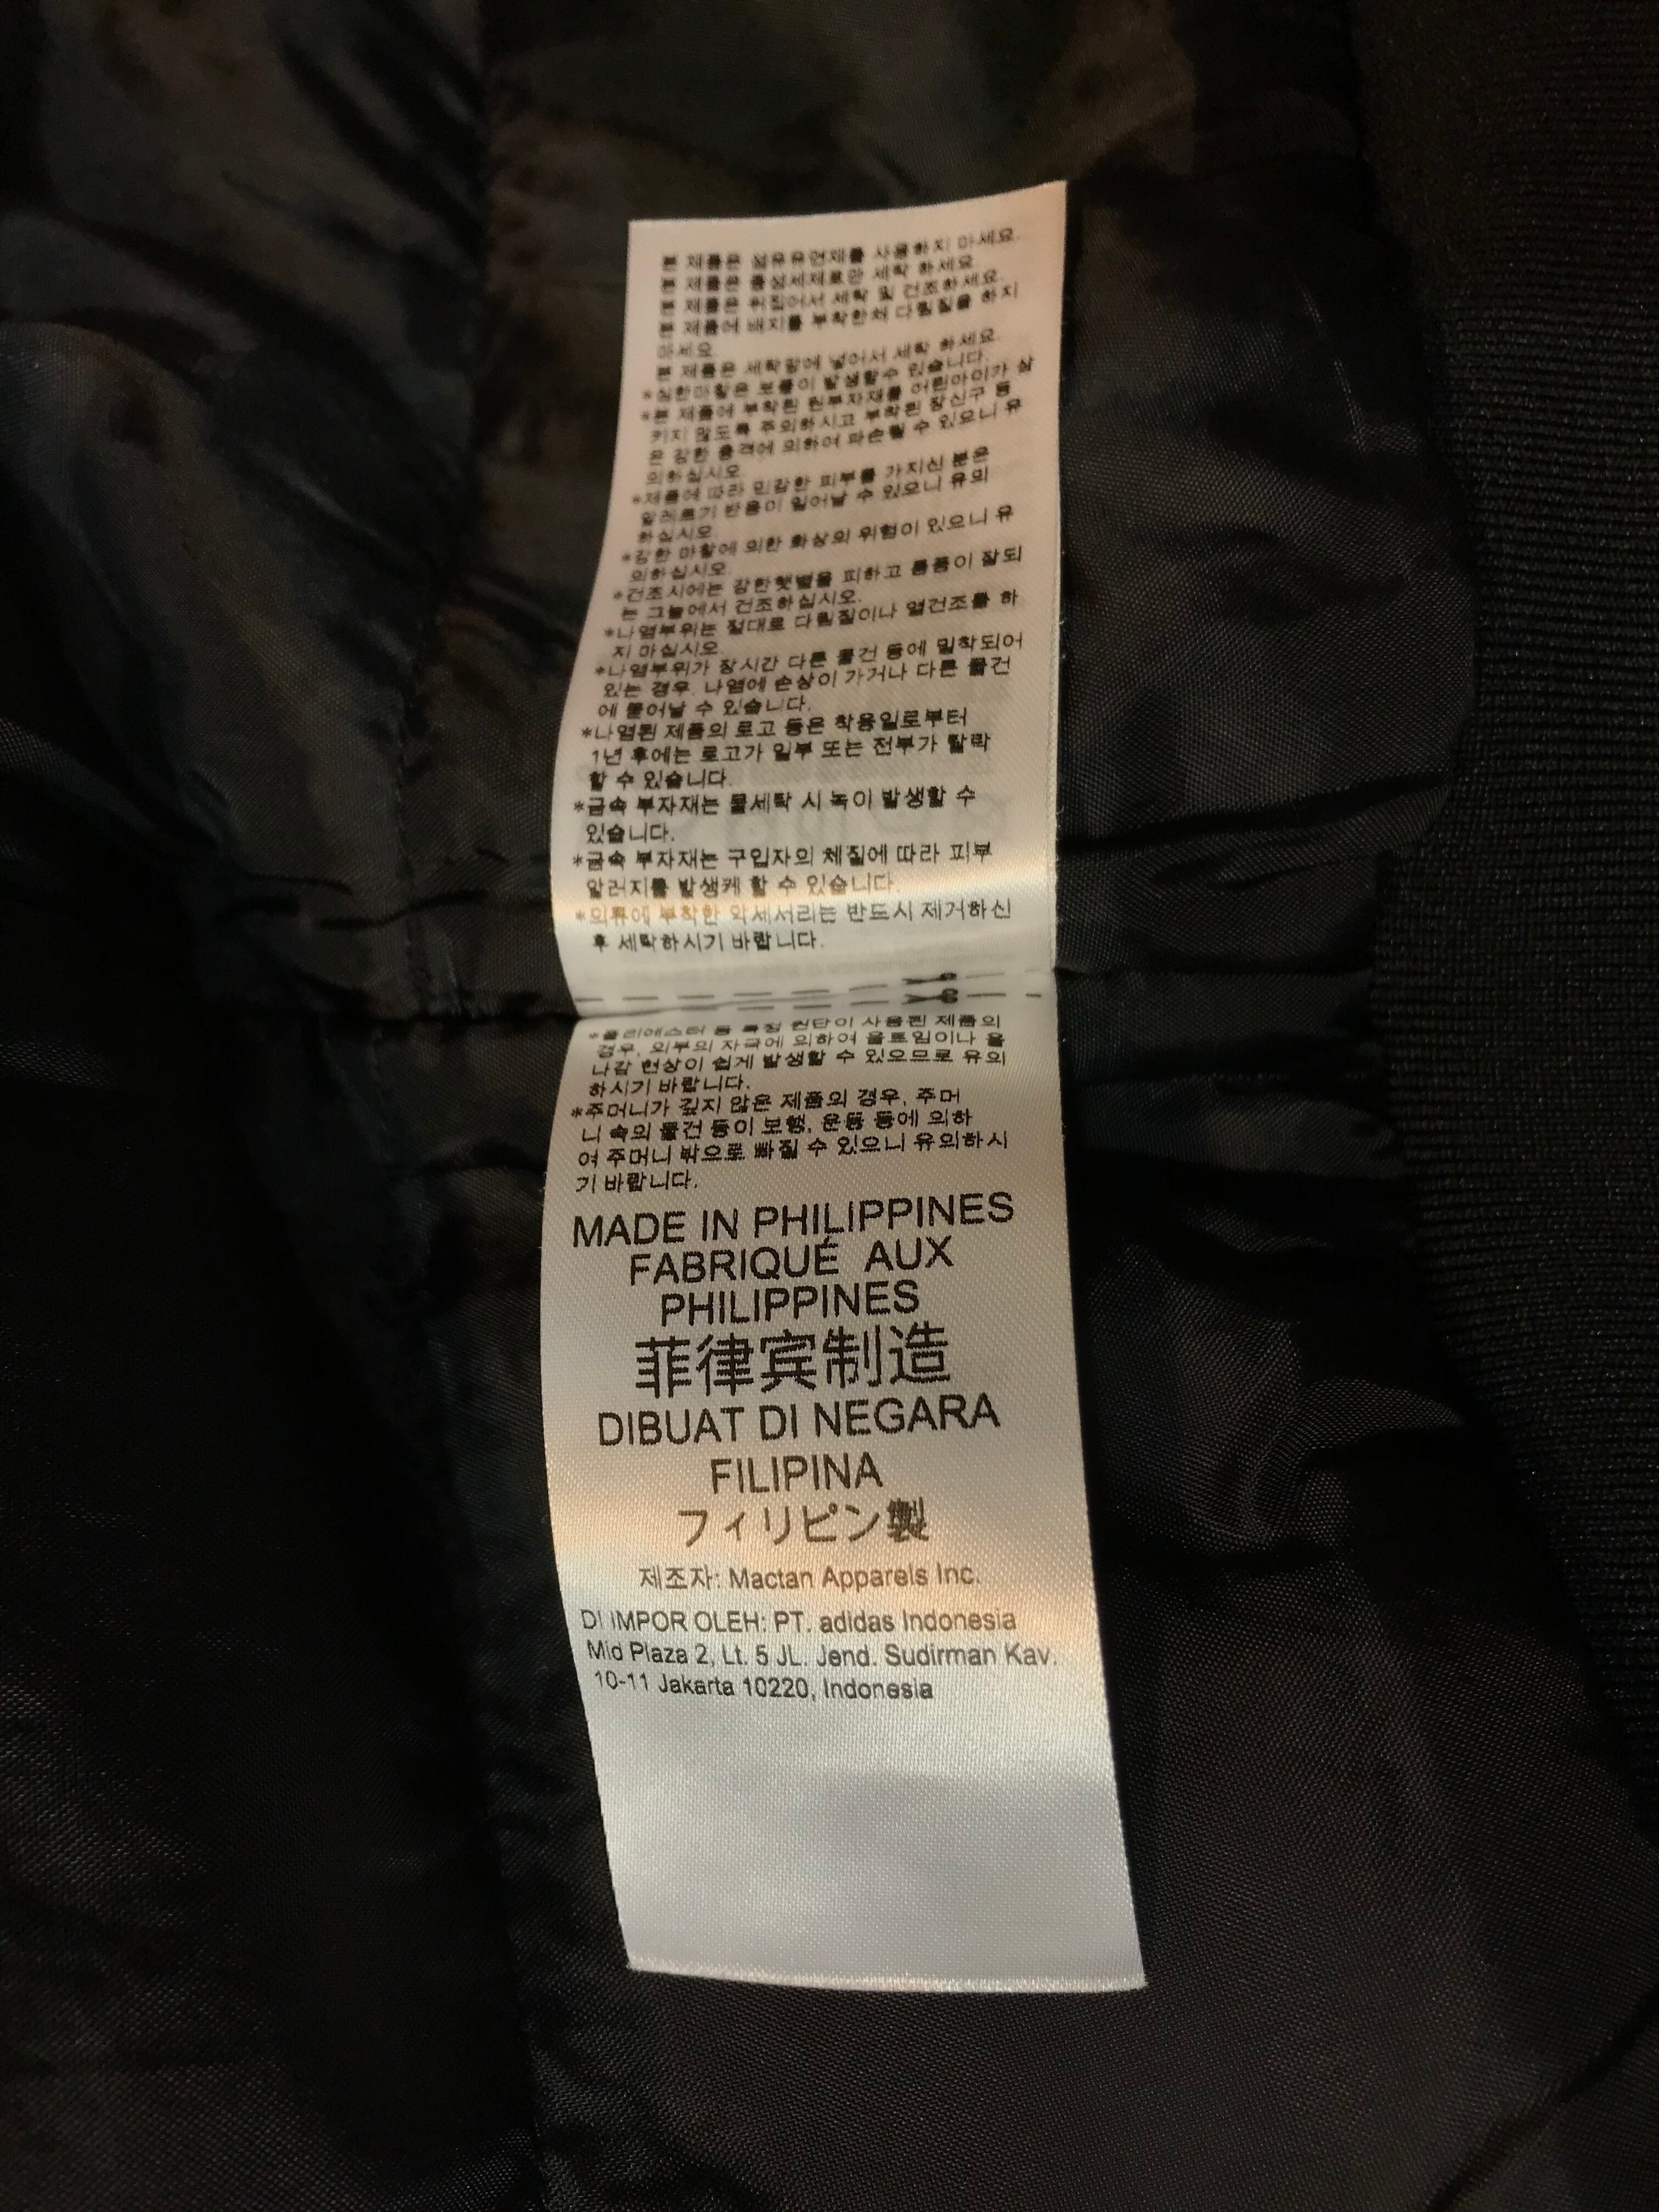 본 제품은 섬유유연제를 사용하지 마세요.
본 제품은 중성세제로만 세탁 하세요
본 제품은 뒤집어서 세탁 및 건조하세요.
본 제품에 배지를 부착한채 다림질을 하지
마세요.
본 제품은 세탁망에 넣어서 세탁 하세요.
*심한마찰은 보풀이 발생할수 있습니다.
*본 제품에 부착된 원부자재를 어린아이가 삼
키지 않도록 주의하시고 부착된 장신구 등
은 강한 충격에 의하여 파손될 수 있으니 유
의하십시오.
*제품에 따라 민감한 피부를 가지신 분은
알레르기 반응이 일어날 수 있으니 유의
하십시오.
*강한 마찰에 의한 화상의 위험이 있으니 유
의하십시오.
*건조시에는 강한햇볕을 피하고 통풍이 잘되
는 그늘에서 건조하십시오.
*나염부위는 절대로 다림질이나 열건조를 하
지 마십시오.
*나염부위가 장시간 다른 물건 등에 밀착되어
있는 경우, 나염에 손상이 가거나 다른 물건
에 묻어날 수 있습니다.
*나염된 제품의 로고 등은 착용일로부터
1년 후에는 로고가 일부 또는 전부가 탈락
할 수 있습니다.
*금속 부자재는 물세탁 시 녹이 발생할 수
있습니다.
*금속 부자재는 구입자의 체질에 따라 피부
알러지를 발생케 할 수 있습니다.
*의류에 부착한 악세서리는 반드시 제거하신
후 세탁하시기 바랍니다.
*폴리에스터 등 특정 원단이 사용된 제품의
경우, 외부의 자극에 의하여 올트임이나 올
나감 현상이 쉽게 발생할 수 있으므로 유의
하시기 바랍니다.
*주머니가 깊지 않은 제품의 경우, 주머
니 속의 물건 등이 보행, 운동 등에 의하
여 주머니 밖으로 빠질 수 있으니 유의하시
기 바랍니다.
MADE IN PHILIPPINES
FABRIQUÉ AUX
PHILIPPINES
菲律宾制造
DIBUAT DI NEGARA
FILIPINA
フィリピン製
제조자: Mactan Apparels Inc.
DI IMPOR OLEH: PT. adidas Indonesia
Mid Plaza 2, Lt. 5 JL. Jend. Sudirman Kav.
10-11 Jakarta 10220, Indonesia